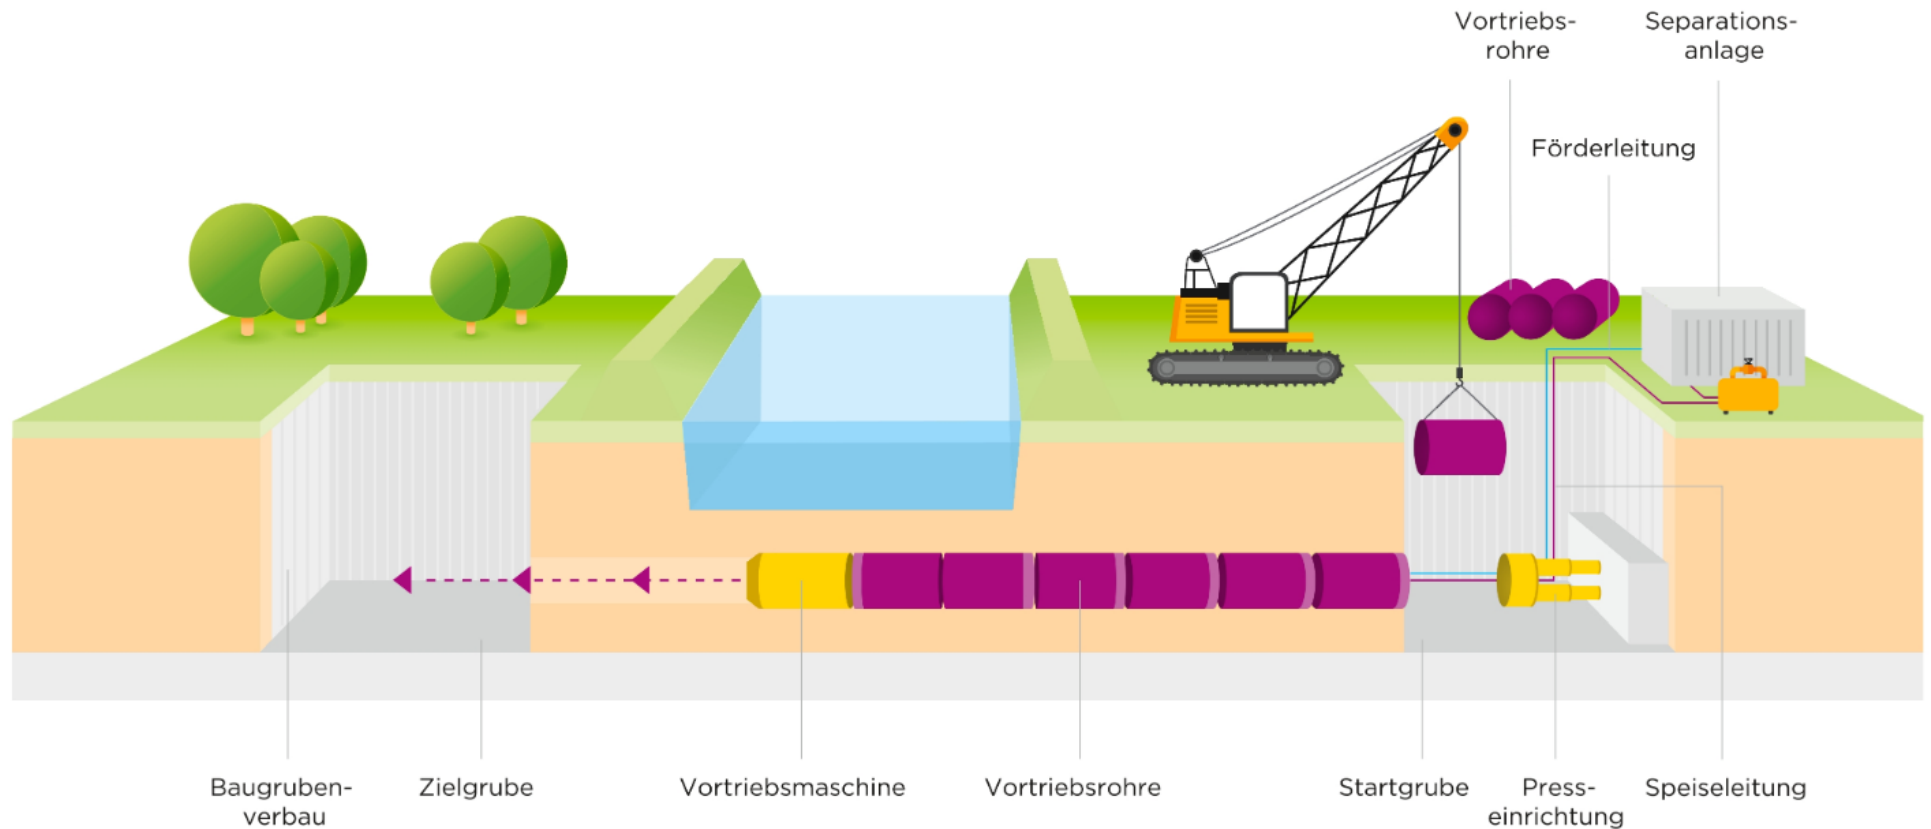 Vortriebs-
rohre
Separations-
anlage
Förderleitung
Baugruben-
verbau
Zielgrube
Vortriebsmaschine
Vortriebsrohre
Startgrube
Press-
einrichtung
Speiseleitung